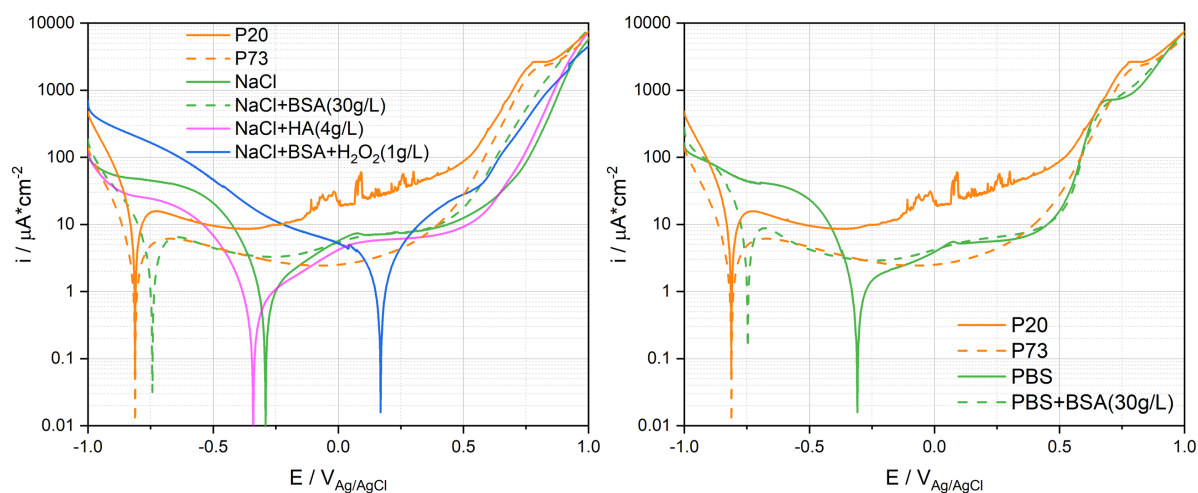 10000
1000
100
10
1
0.1
0.01
i / μA*cm⁻²
P20
P73
NaCl
NaCl+BSA(30g/L)
NaCl+HA(4g/L)
NaCl+BSA+H₂O₂(1g/L)
-1.0 -0.5 0.0 0.5 1.0
E / V_Ag/AgCl
10000
1000
100
10
1
0.1
0.01
i / μA*cm⁻²
P20
P73
PBS
PBS+BSA(30g/L)
-1.0 -0.5 0.0 0.5 1.0
E / V_Ag/AgCl